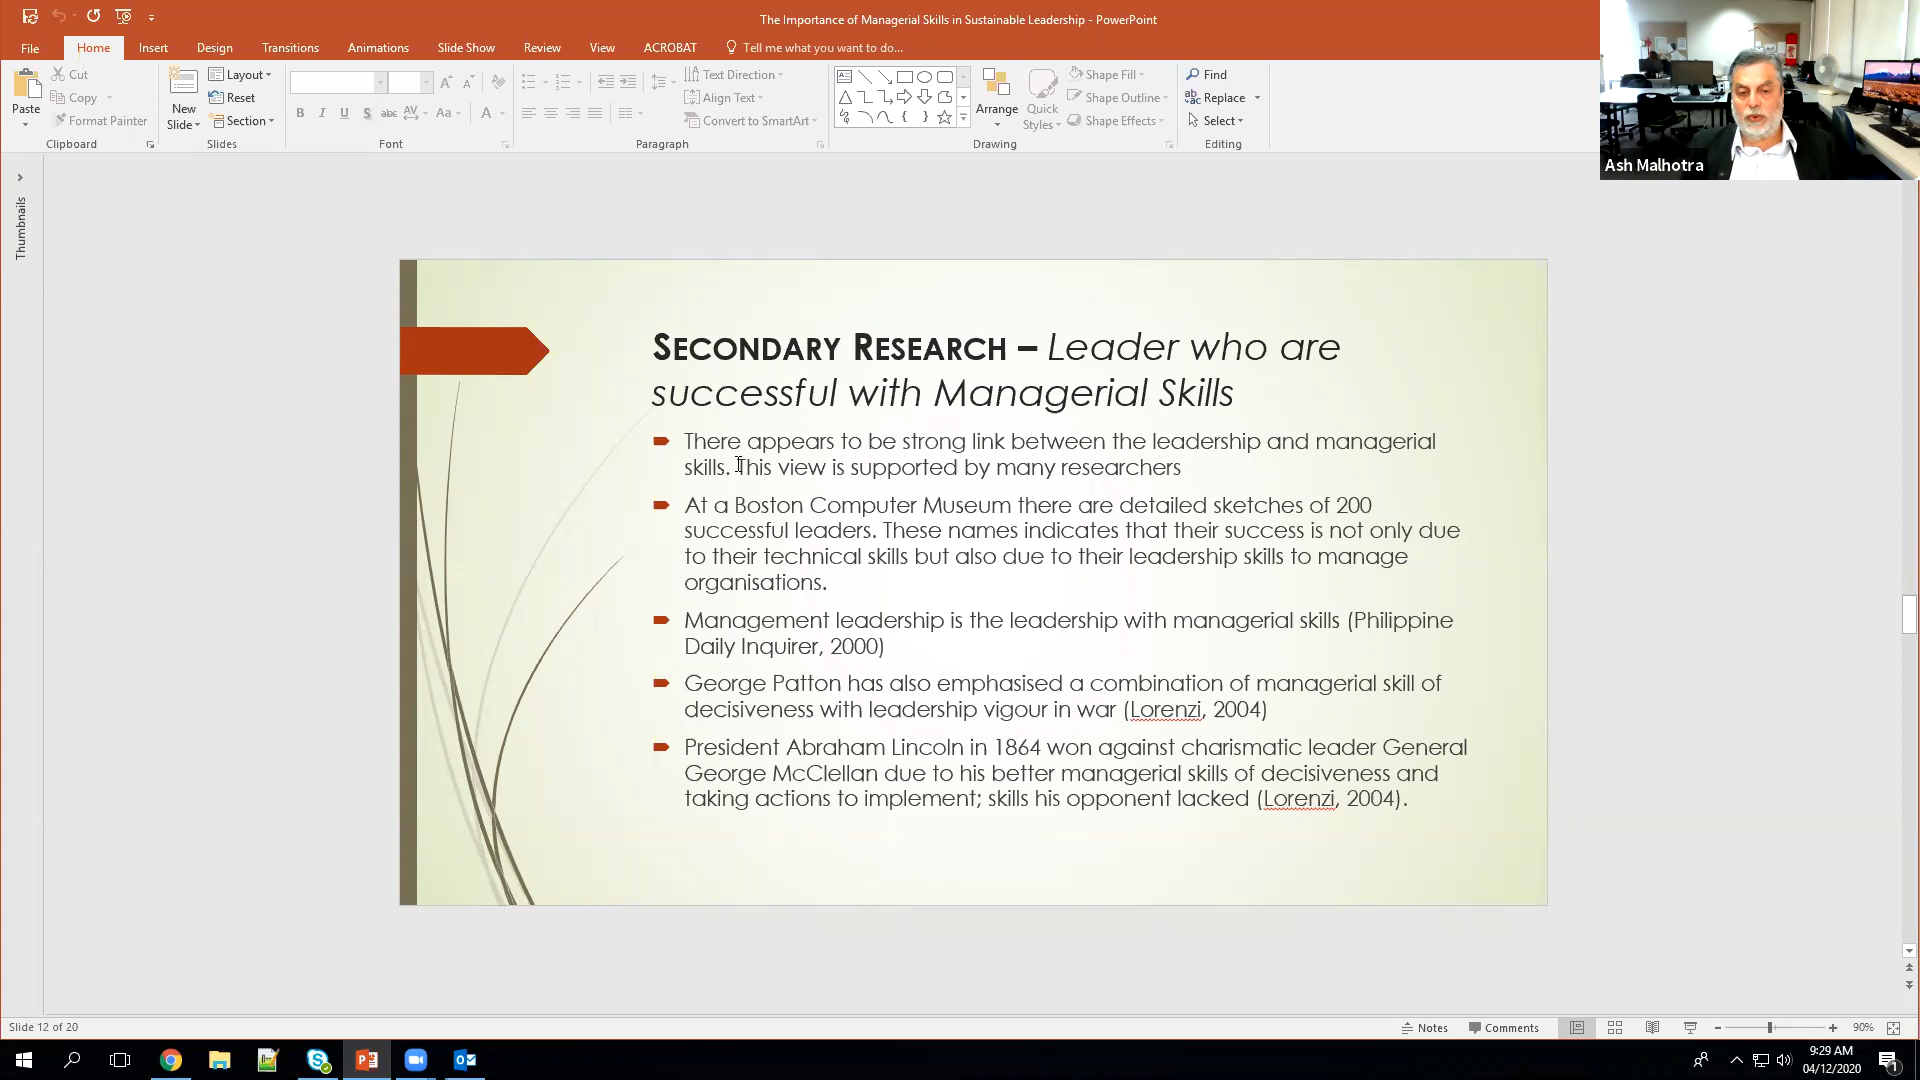 The Importance of Managerial Skills in Sustainable Leadership - PowerPoint
File Home Insert Design Transitions Animations Slide Show Review View ACROBAT Tell me what you want to do...
Paste
Cut
Copy
Format Painter
Clipboard
New
Slide
Layout
Reset
Section
Slides
Font
Text Direction
Align Text
Convert to SmartArt
Paragraph
Arrange
Quick
Styles
Shape Fill
Shape Outline
Shape Effects
Drawing
Find
Replace
Select
Editing
Ash Malhotra
Thumbnails
SECONDARY RESEARCH – Leader who are
successful with Managerial Skills
There appears to be strong link between the leadership and managerial
skills. This view is supported by many researchers
At a Boston Computer Museum there are detailed sketches of 200
successful leaders. These names indicates that their success is not only due
to their technical skills but also due to their leadership skills to manage
organisations.
Management leadership is the leadership with managerial skills (Philippine
Daily Inquirer, 2000)
George Patton has also emphasised a combination of managerial skill of
decisiveness with leadership vigour in war (Lorenzi, 2004)
President Abraham Lincoln in 1864 won against charismatic leader General
George McClellan due to his better managerial skills of decisiveness and
taking actions to implement; skills his opponent lacked (Lorenzi, 2004).
Slide 12 of 20
Notes Comments 90%
9:29 AM
04/12/2020